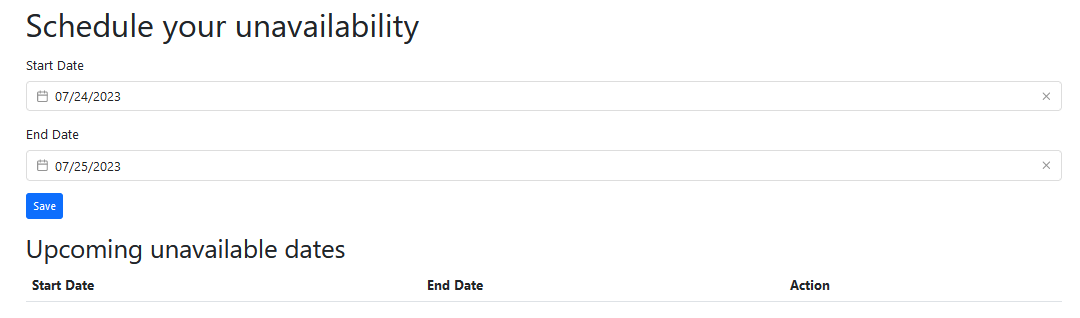 Schedule your unavailability
Start Date
07/24/2023
End Date
07/25/2023
Save
Upcoming unavailable dates
Start Date End Date Action